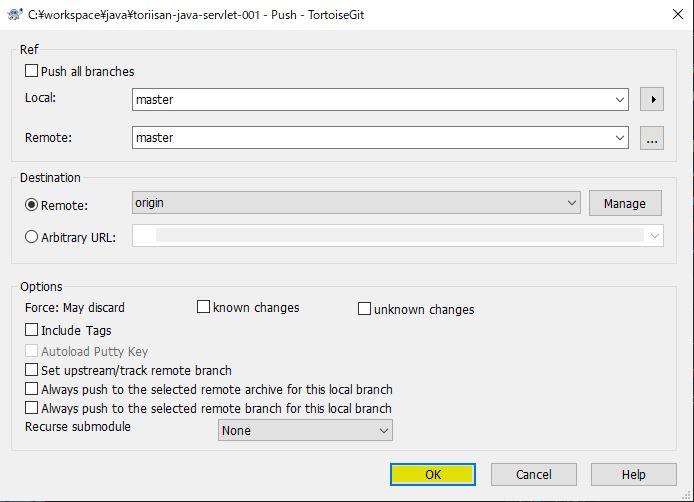 C:¥workspace¥java¥toriisan-java-servlet-001 - Push - TortoiseGit
Ref
Push all branches
Local: master
Remote: master
...
Destination
Remote: origin Manage
Arbitrary URL:
Options
Force: May discard known changes unknown changes
Include Tags
Autoload Putty Key
Set upstream/track remote branch
Always push to the selected remote archive for this local branch
Always push to the selected remote branch for this local branch
Recurse submodule None
OK Cancel Help